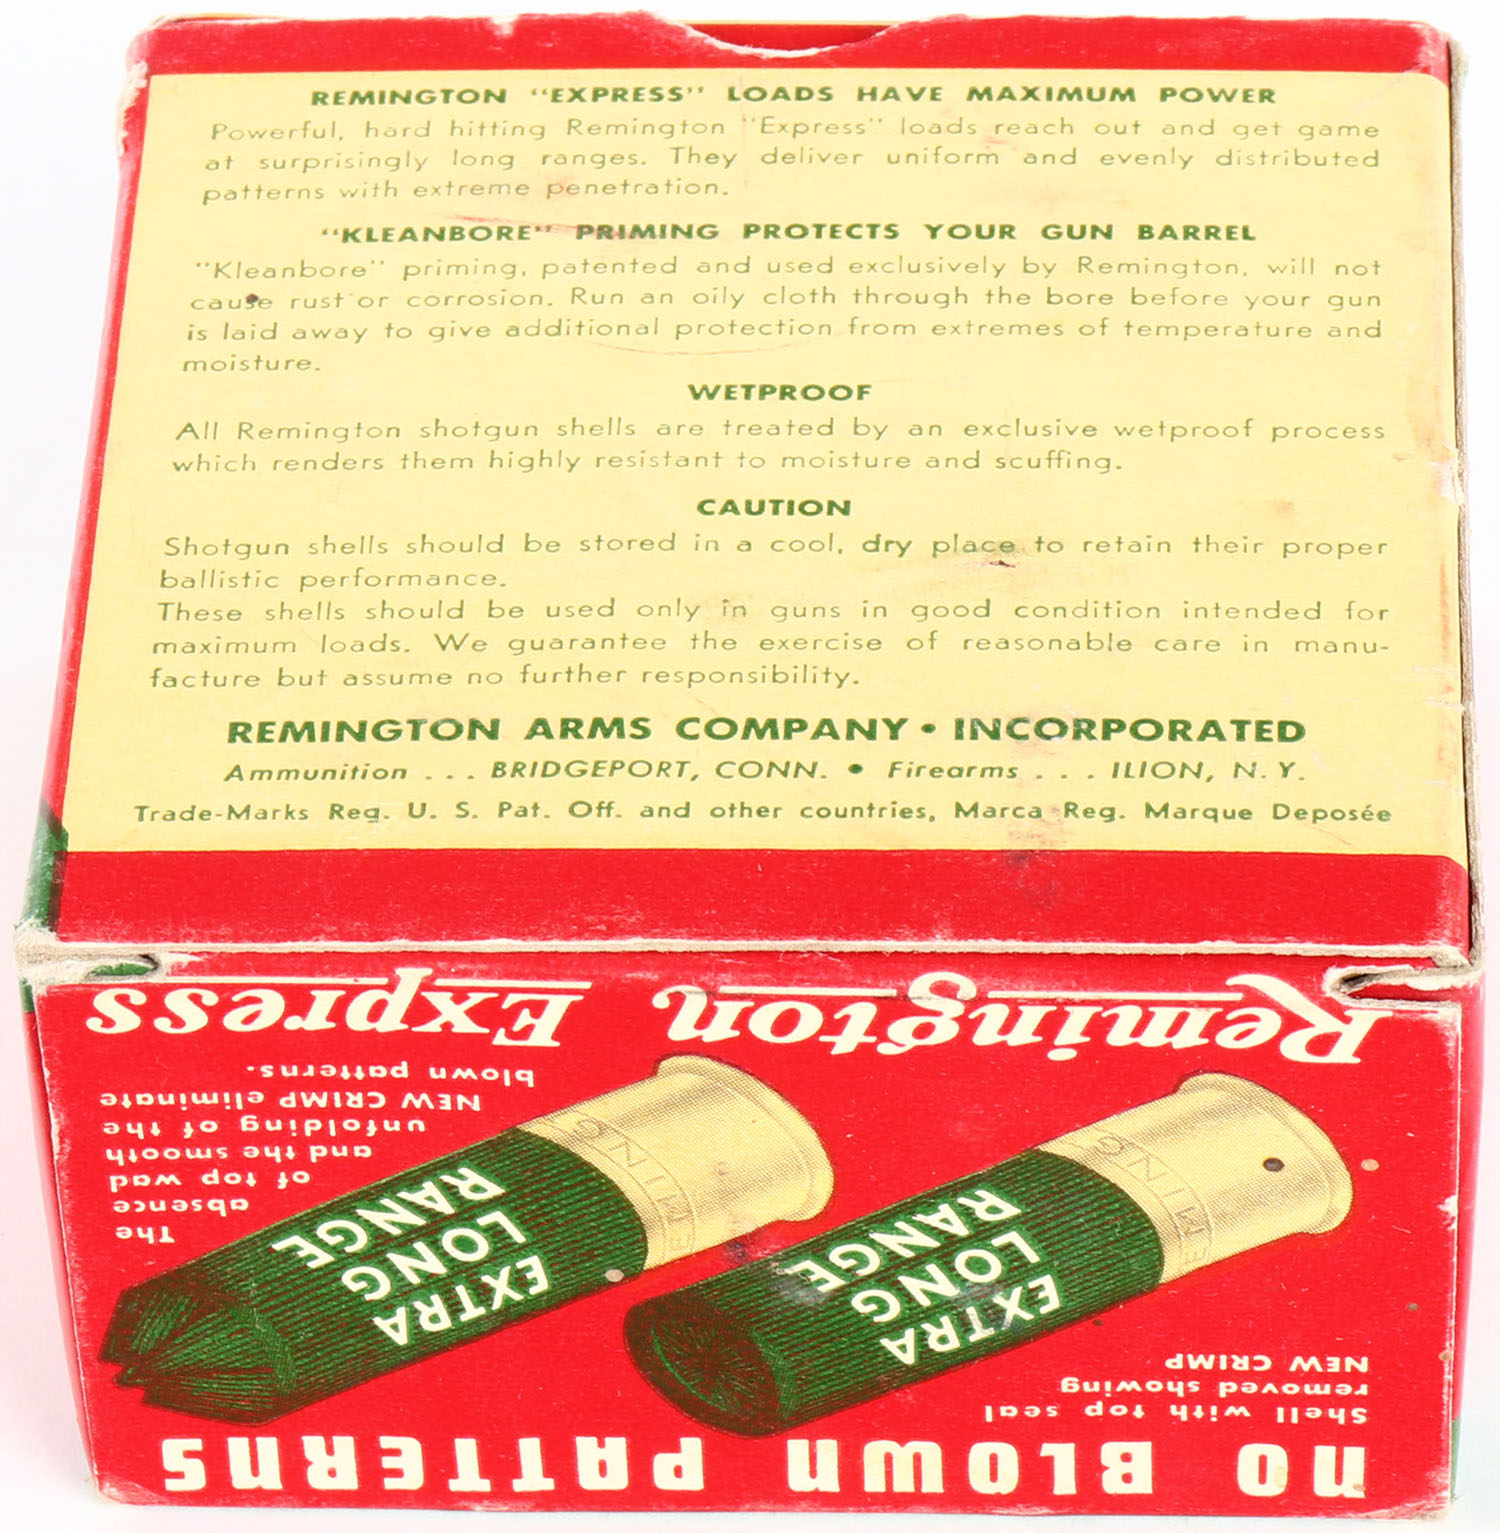 REMINGTON "EXPRESS" LOADS HAVE MAXIMUM POWER
Powerful, hard hitting Remington "Express" loads reach out and get game
at surprisingly long ranges. They deliver uniform and evenly distributed
patterns with extreme penetration.
"KLEANBORE" PRIMING PROTECTS YOUR GUN BARREL
"Kleanbore" priming, patented and used exclusively by Remington, will not
cause rust or corrosion. Run an oily cloth through the bore before your gun
is laid away to give additional protection from extremes of temperature and
moisture.
WETPROOF
All Remington shotgun shells are treated by an exclusive wetproof process
which renders them highly resistant to moisture and scuffing.
CAUTION
Shotgun shells should be stored in a cool, dry place to retain their proper
ballistic performance.
These shells should be used only in guns in good condition intended for
maximum loads. We guarantee the exercise of reasonable care in manu-
facture but assume no further responsibility.
REMINGTON ARMS COMPANY • INCORPORATED
Ammunition . . . BRIDGEPORT, CONN. • Firearms . . . ILION, N. Y.
Trade-Marks Reg. U. S. Pat. Off. and other countries, Marca Reg. Marque Deposée
NO BLOWN PATTERNS
Shell with top seal
removed showing
NEW CRIMP
EXTRA
LONG
RANGE
EMING
EXTRA
LONG
RANGE
REMING
The
absence
of top wad
and the smooth
unfolding of the
NEW CRIMP eliminate
blown patterns.
Remington Express